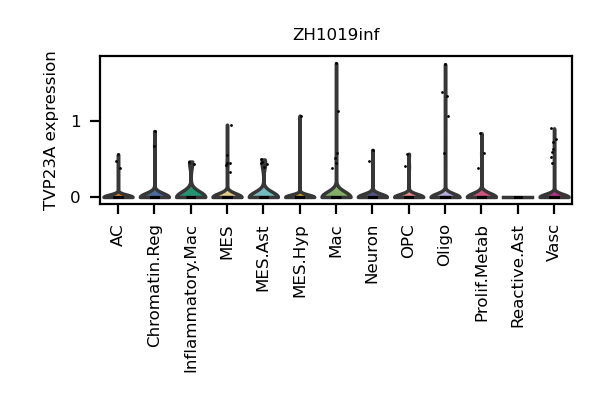 ZH1019inf
TVP23A expression
1
0
AC
Chromatin.Reg
Inflammatory.Mac
MES
MES.Ast
MES.Hyp
Mac
Neuron
OPC
Oligo
Prolif.Metab
Reactive.Ast
Vasc